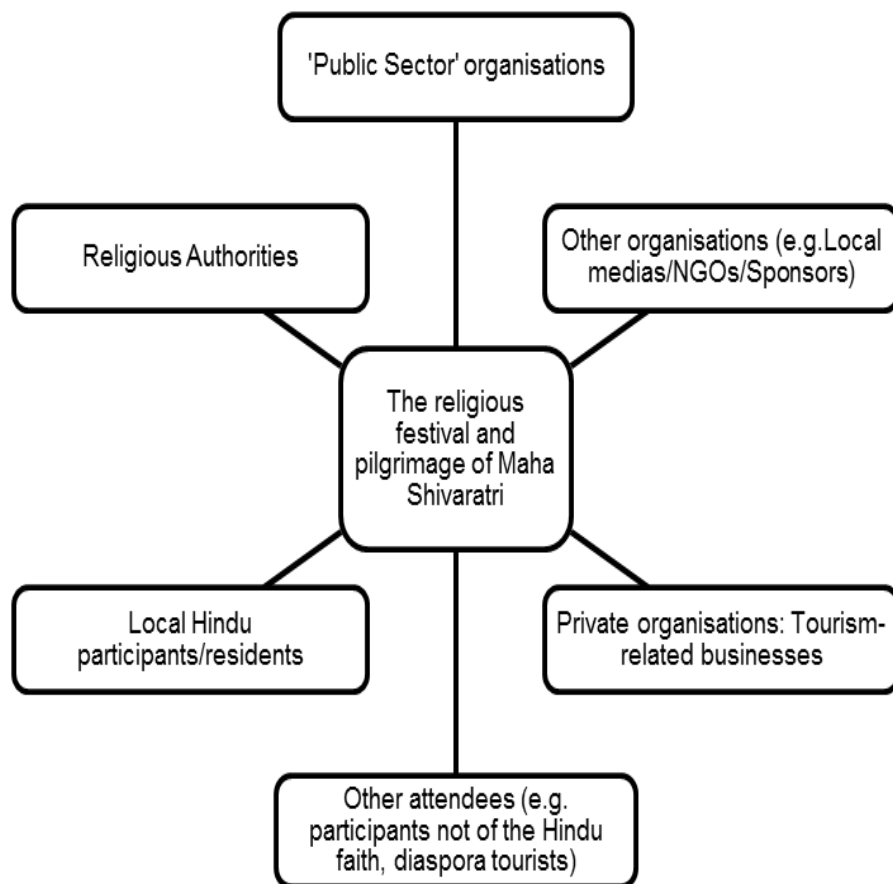 'Public Sector' organisations
Religious Authorities
Other organisations (e.g.Local
medias/NGOs/Sponsors)
The religious
festival and
pilgrimage of Maha
Shivaratri
Local Hindu
participants/residents
Private organisations: Tourism-
related businesses
Other attendees (e.g.
participants not of the Hindu
faith, diaspora tourists)